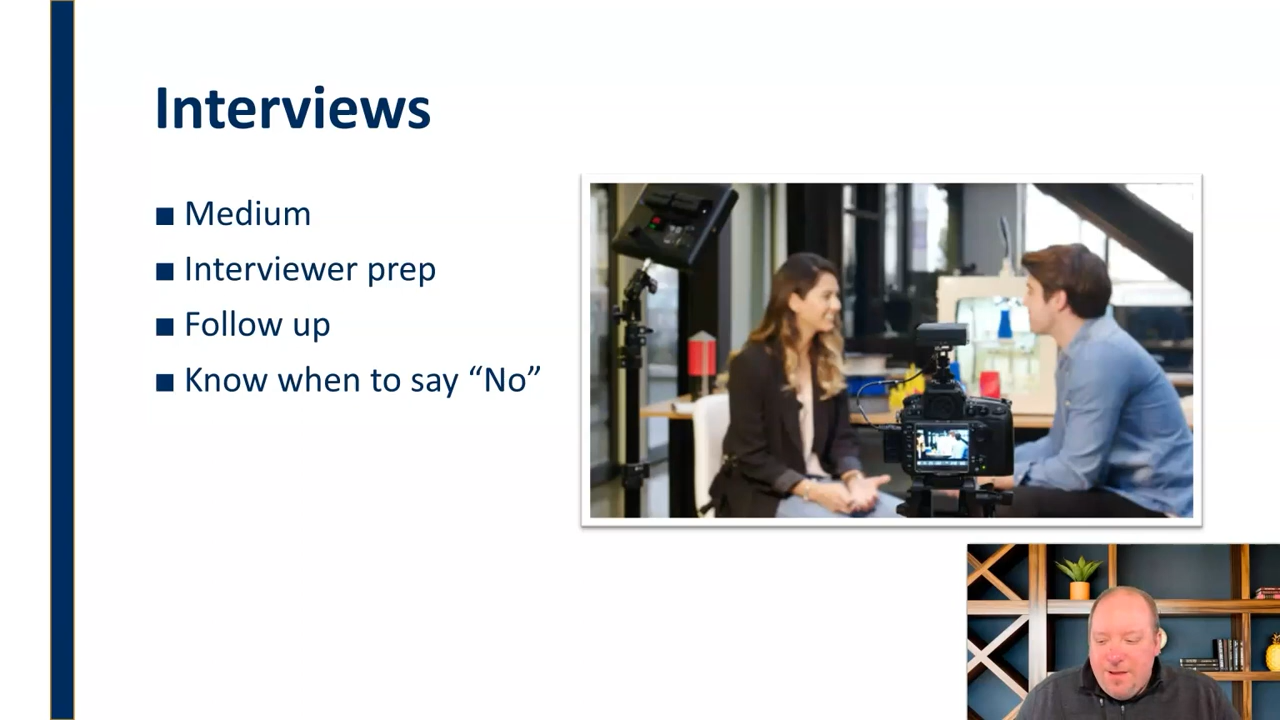 Interviews
■ Medium
■ Interviewer prep
■ Follow up
■ Know when to say “No”